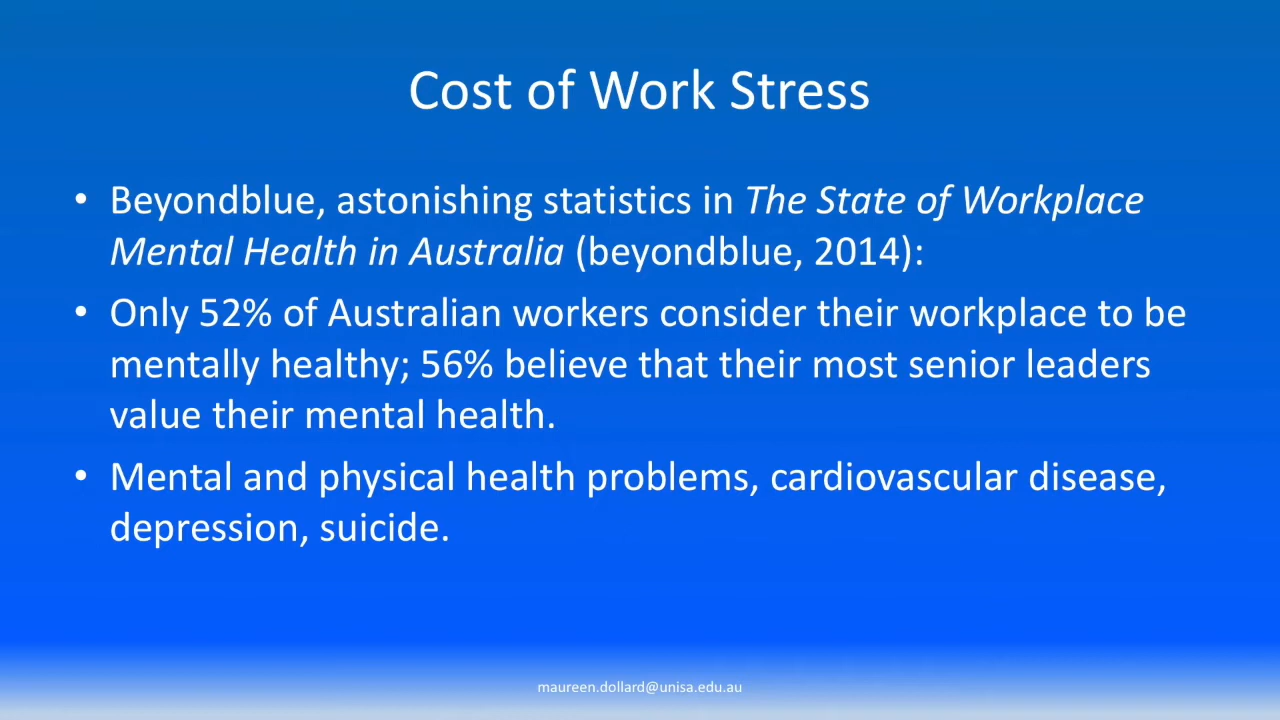 Cost of Work Stress
• Beyondblue, astonishing statistics in The State of Workplace
Mental Health in Australia (beyondblue, 2014):
• Only 52% of Australian workers consider their workplace to be
mentally healthy; 56% believe that their most senior leaders
value their mental health.
• Mental and physical health problems, cardiovascular disease,
depression, suicide.
maureen.dollard@unisa.edu.au